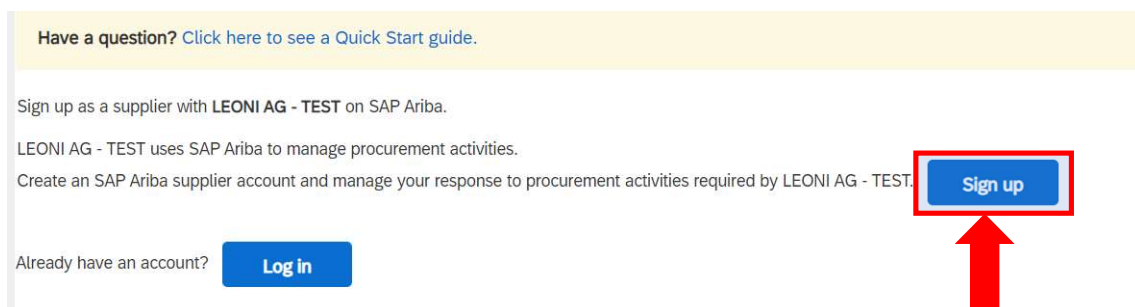 Have a question? Click here to see a Quick Start guide.
Sign up as a supplier with LEONI AG - TEST on SAP Ariba.
LEONI AG - TEST uses SAP Ariba to manage procurement activities.
Create an SAP Ariba supplier account and manage your response to procurement activities required by LEONI AG - TEST. Sign up
Already have an account? Log in